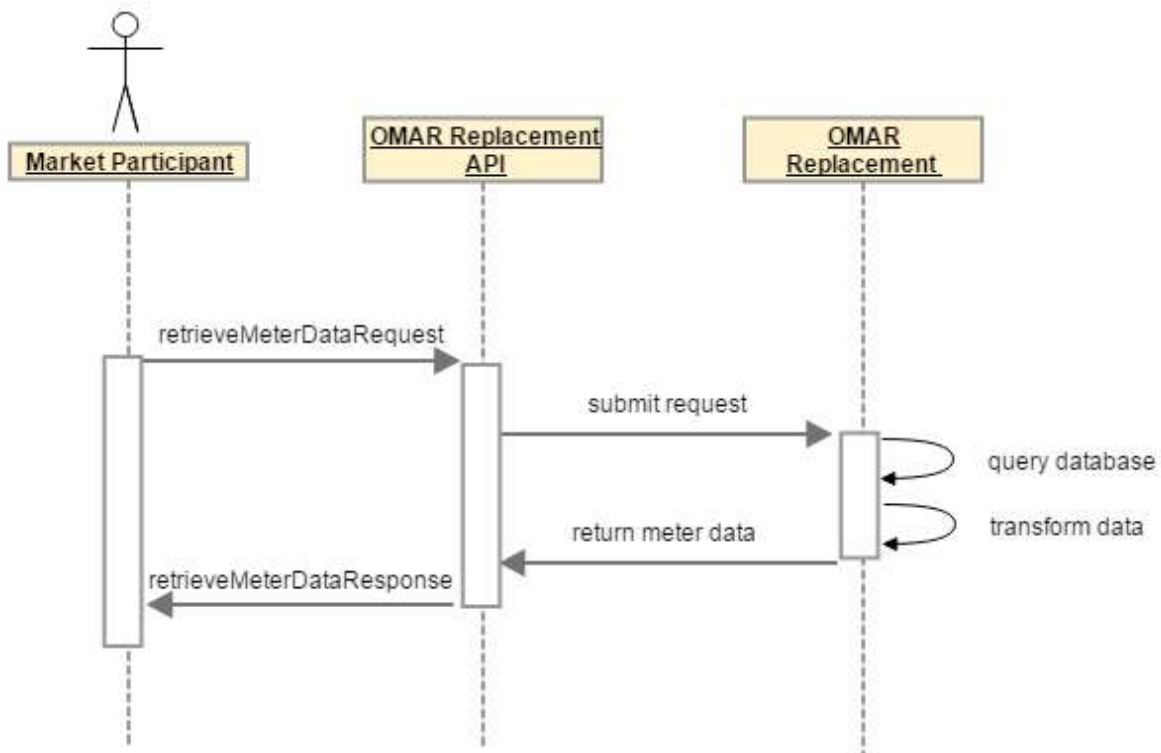 Market Participant
OMAR Replacement
API
OMAR
Replacement
retrieveMeterDataRequest
submit request
query database
transform data
return meter data
retrieveMeterDataResponse